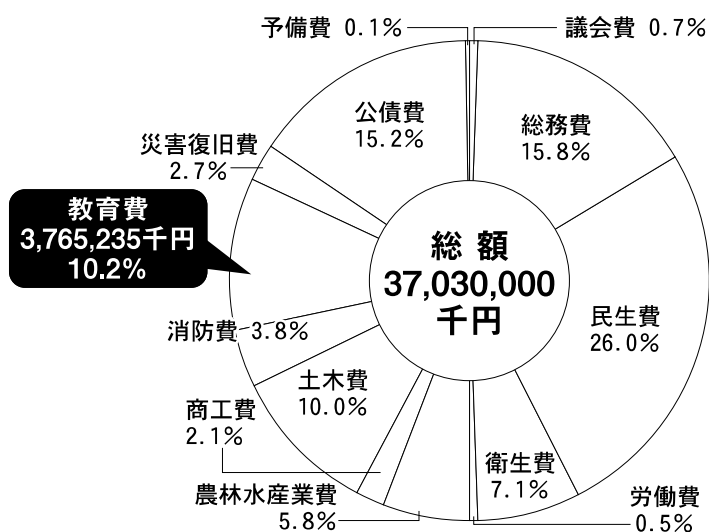 予備費 0.1%
議会費 0.7%
公債費
15.2%
総務費
15.8%
災害復旧費
2.7%
教育費
3,765,235千円
10.2%
総 額
37,030,000
千円
民生費
26.0%
消防費 3.8%
土木費
10.0%
商工費
2.1%
衛生費
7.1%
農林水産業費
5.8%
労働費
0.5%